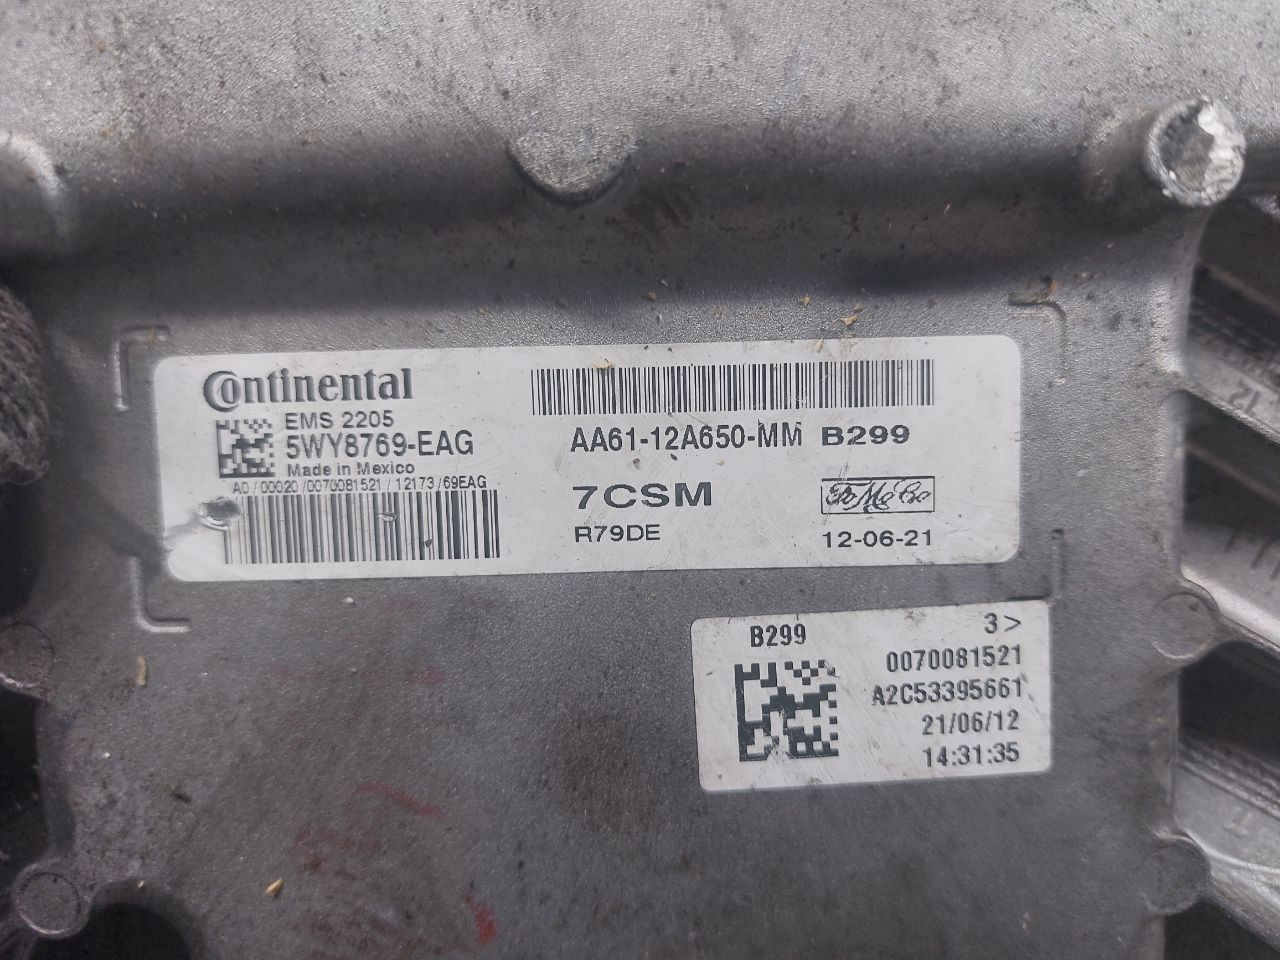 Continental
EMS 2205
5WY8769-EAG
Made in Mexico
A0/00020/0070081521/12173/69EAG
AA61-12A650-MM B299
7CSM
FoMoCo
R79DE
12-06-21
B299
3>
0070081521
A2C53395661
21/06/12
14:31:35